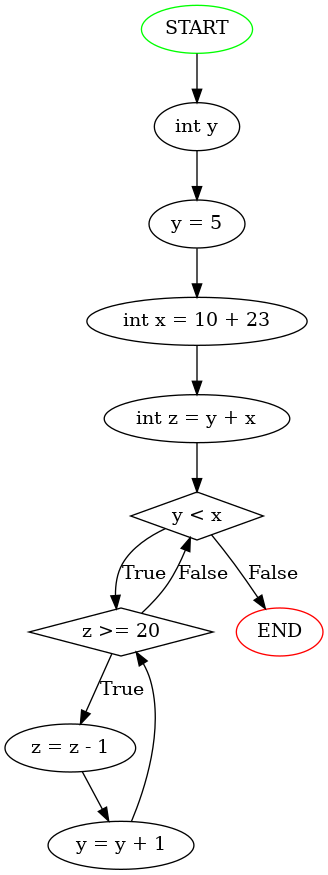 START
int y
y = 5
int x = 10 + 23
int z = y + x
y < x
True
False
False
z >= 20
END
True
z = z - 1
y = y + 1